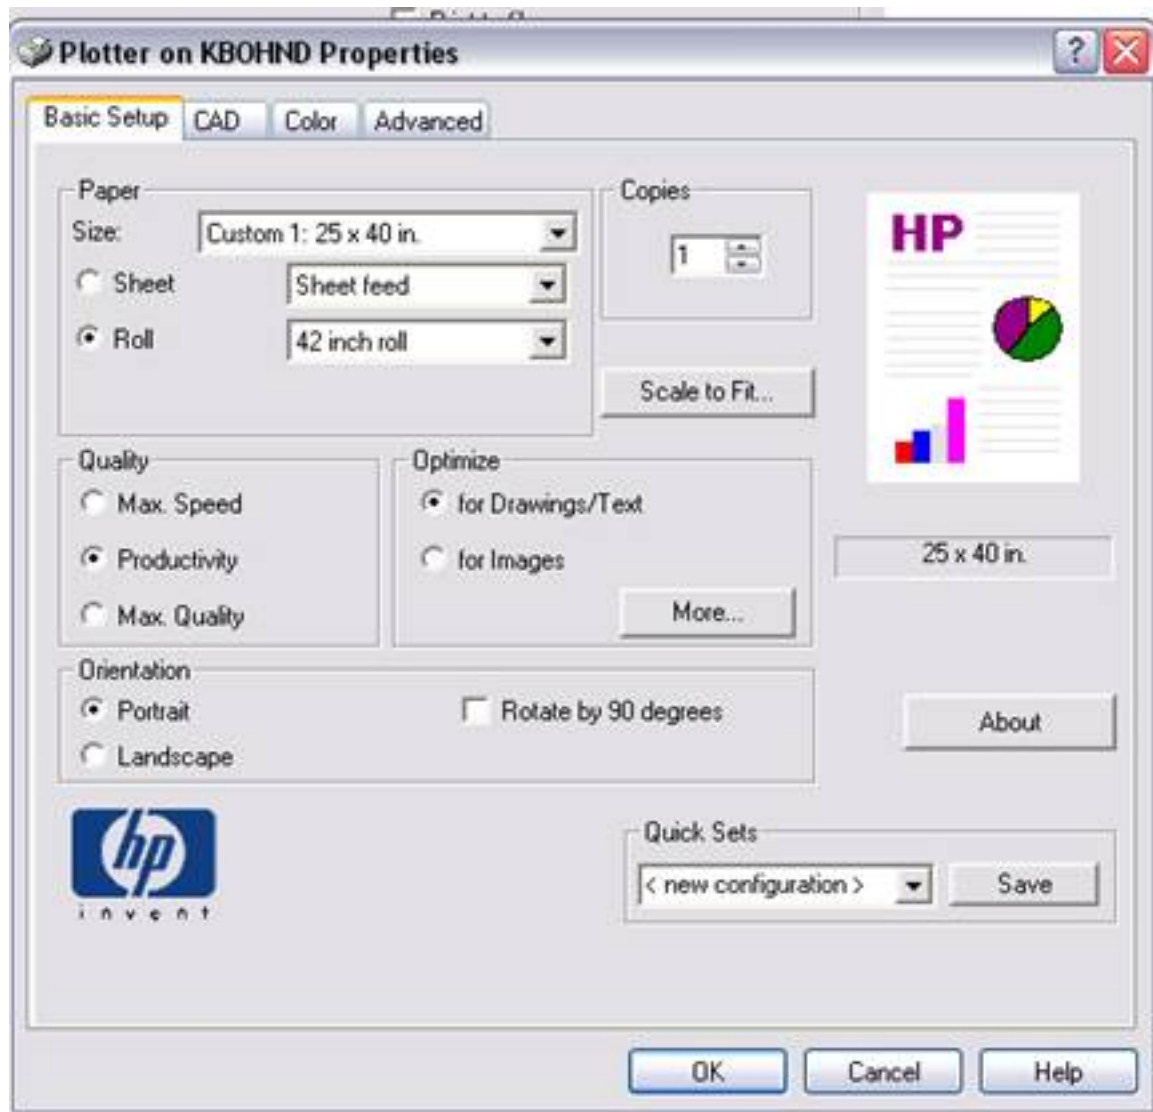 Plotter on KBOHND Properties
Basic Setup CAD Color Advanced
Paper
Size: Custom 1: 25 x 40 in.
Sheet Sheet feed
Roll 42 inch roll
Copies
1
Scale to Fit...
HP
25 x 40 in.
Quality
Max. Speed
Productivity
Max. Quality
Optimize
for Drawings/Text
for Images
More...
Orientation
Portrait Rotate by 90 degrees
Landscape
About
hp
invent
Quick Sets
< new configuration > Save
OK Cancel Help